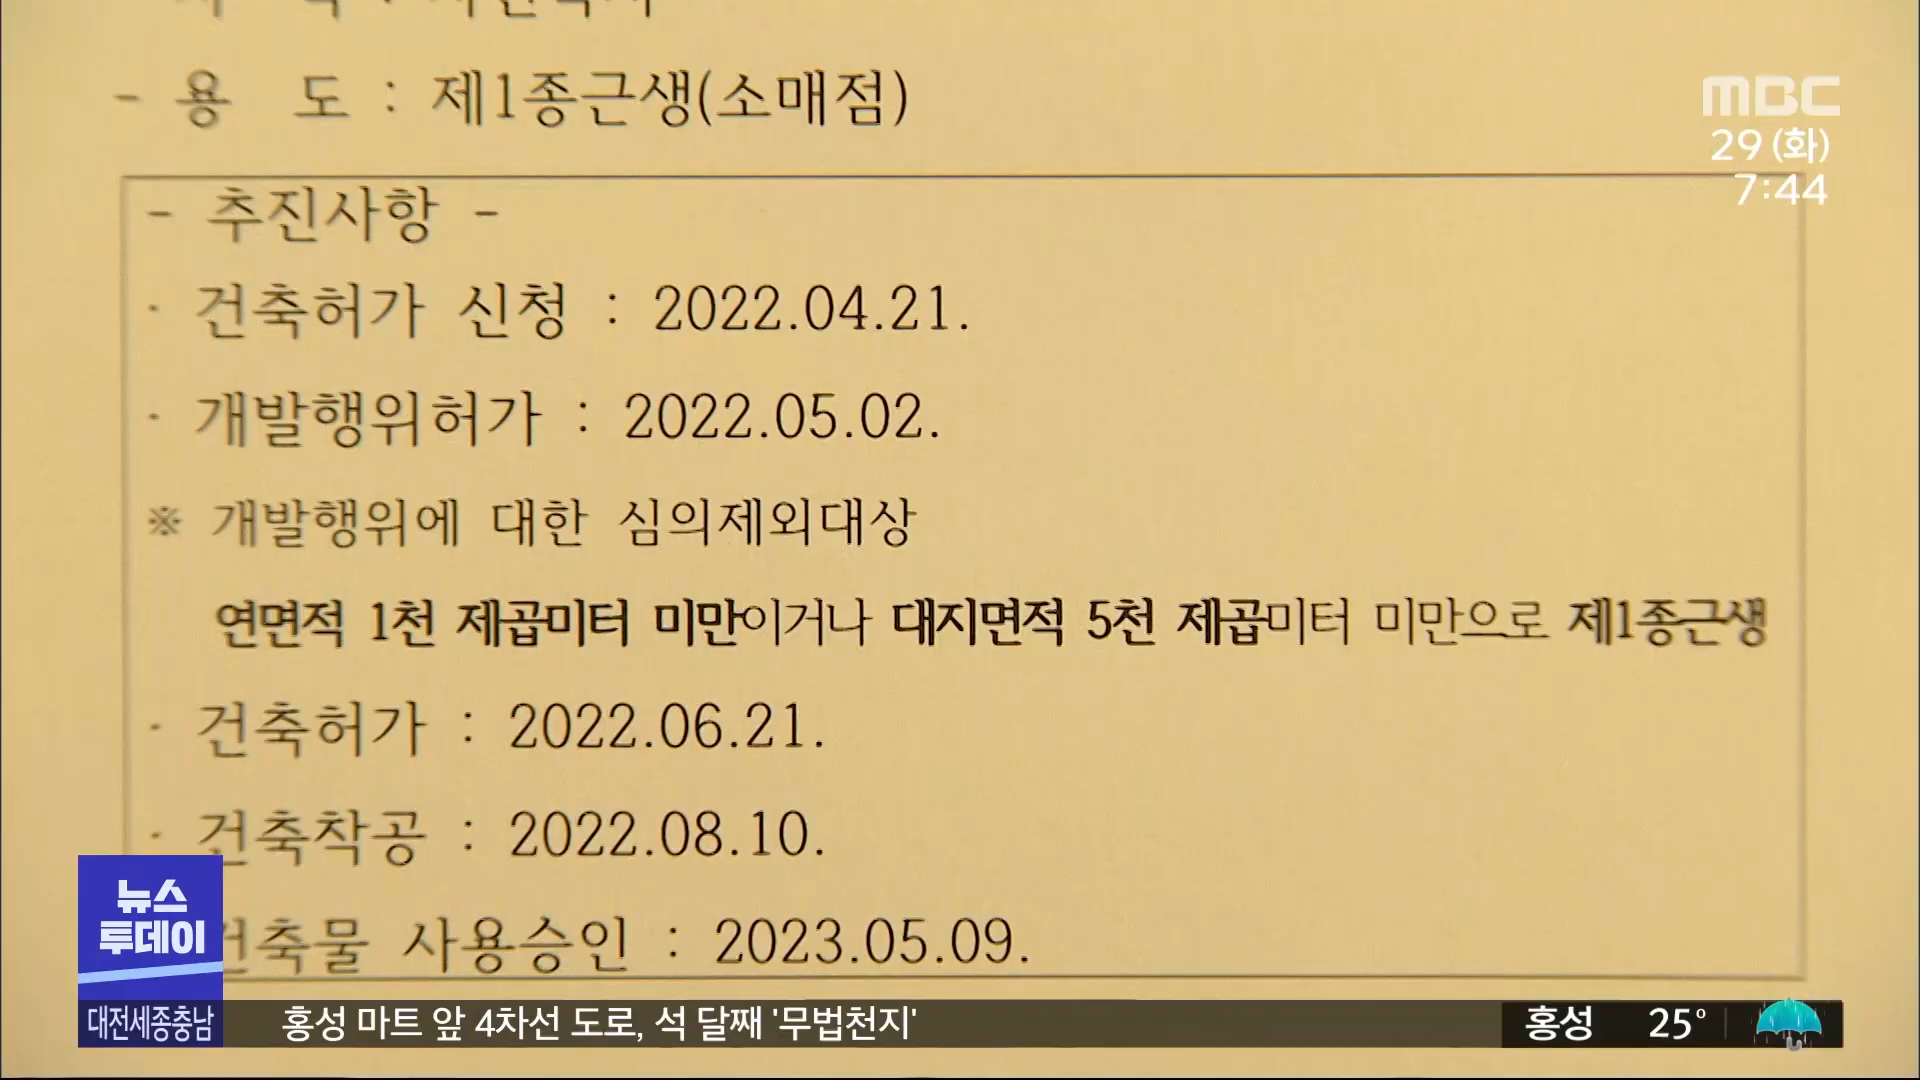 - 용 도 : 제1종근생(소매점)
MBC
29 (화)
7:44
- 추진사항 -
· 건축허가 신청 : 2022.04.21.
· 개발행위허가 : 2022.05.02.
※ 개발행위에 대한 심의제외대상
연면적 1천 제곱미터 미만이거나 대지면적 5천 제곱미터 미만으로 제1종근생
· 건축허가 : 2022.06.21.
· 건축착공 : 2022.08.10.
건축물 사용승인 : 2023.05.09.
뉴스
투데이
대전세종충남
홍성 마트 앞 4차선 도로, 석 달째 '무법천지'
홍성 25°